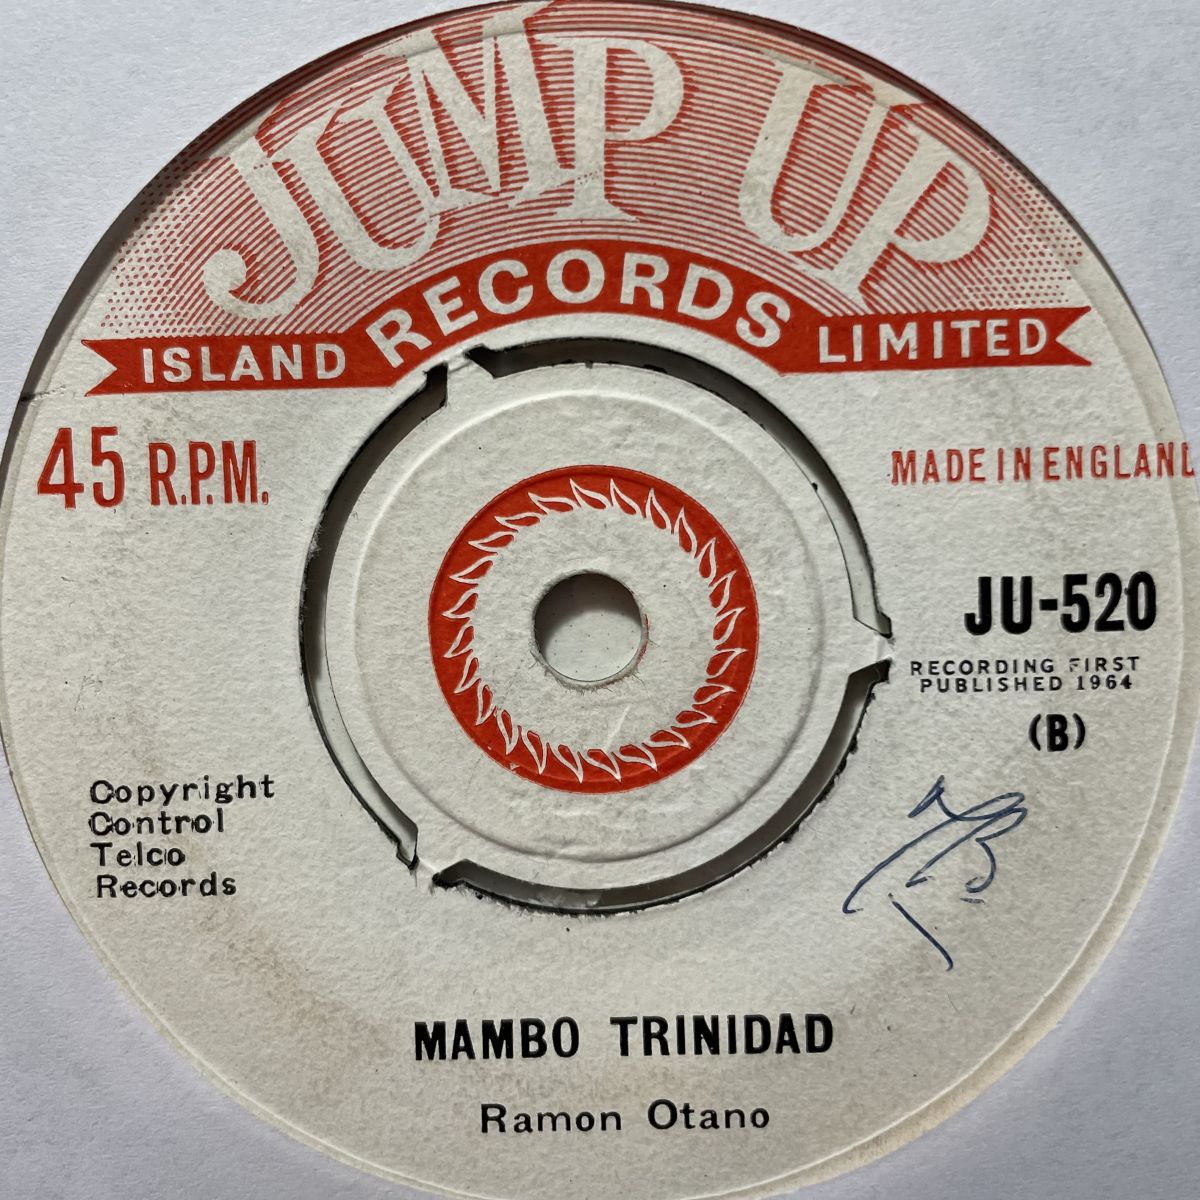 JUMP UP
ISLAND RECORDS LIMITED
45 R.P.M.
MADE IN ENGLAND
JU-520
RECORDING FIRST
PUBLISHED 1964
(B)
Copyright
Control
Telco
Records
MAMBO TRINIDAD
Ramon Otano